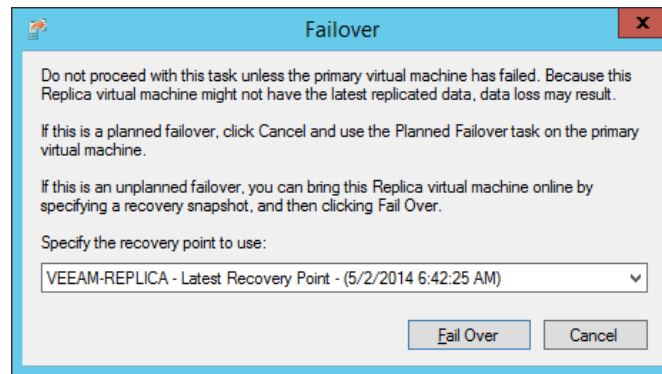 Failover
x
Do not proceed with this task unless the primary virtual machine has failed. Because this
Replica virtual machine might not have the latest replicated data, data loss may result.
If this is a planned failover, click Cancel and use the Planned Failover task on the primary
virtual machine.
If this is an unplanned failover, you can bring this Replica virtual machine online by
specifying a recovery snapshot, and then clicking Fail Over.
Specify the recovery point to use:
VEEAM-REPLICA - Latest Recovery Point - (5/2/2014 6:42:25 AM)
Fail Over
Cancel